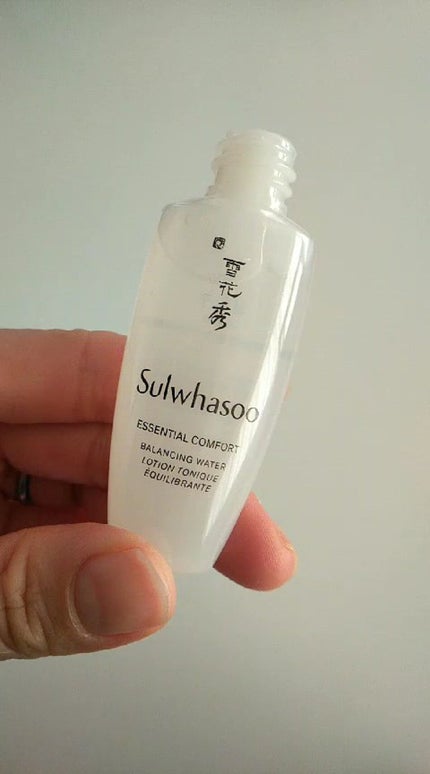 雪
花
秀
Sulwhasoo
ESSENTIAL COMFORT
BALANCING WATER
LOTION TONIQUE
ÉQUILIBRANTE